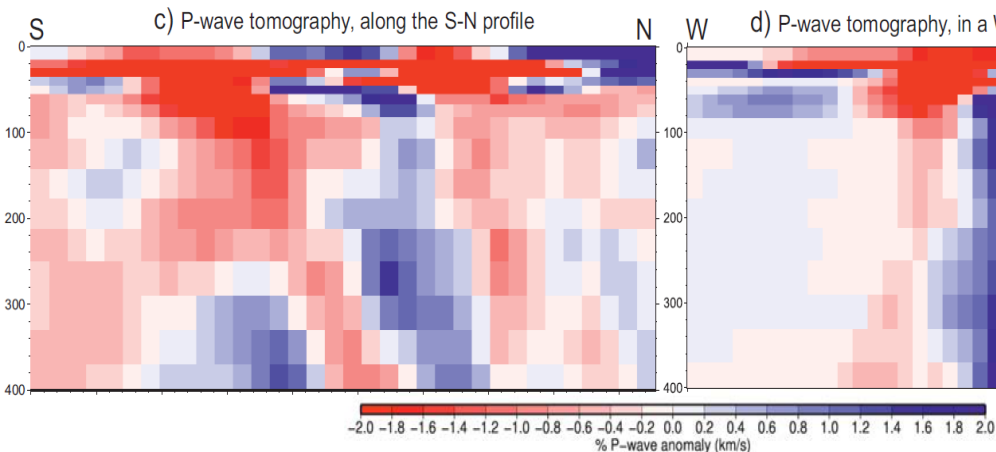 S c) P-wave tomography, along the S-N profile N W d) P-wave tomography, in a W
0 0
100 100
200 200
300 300
400 400
-2.0 -1.8 -1.6 -1.4 -1.2 -1.0 -0.8 -0.6 -0.4 -0.2 0.0 0.2 0.4 0.6 0.8 1.0 1.2 1.4 1.6 1.8 2.0
% P-wave anomaly (km/s)